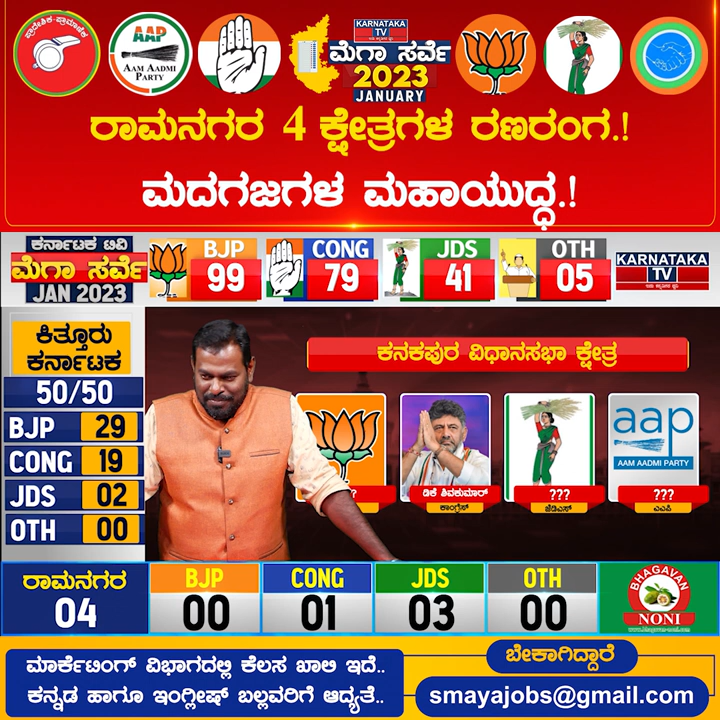 ಪ್ರಾದೇಶಿಕ-ಪ್ರಾಮಾಣಿಕ
AAP
AAM AADMI
PARTY
KARNATAKA
TV
ಮೆಗಾ ಸರ್ವೆ
2023
JANUARY
ರಾಮನಗರ 4 ಕ್ಷೇತ್ರಗಳ ರಣರಂಗ.!
ಮದಗಜಗಳ ಮಹಾಯುದ್ಧ.!
ಕರ್ನಾಟಕ ಟಿವಿ
ಮೆಗಾ ಸರ್ವೆ
JAN 2023
BJP 99
CONG 79
JDS 41
OTH 05
KARNATAKA
TV
ಕಿತ್ತೂರು
ಕರ್ನಾಟಕ
50/50
BJP 29
CONG 19
JDS 02
OTH 00
ಕನಕಪುರ ವಿಧಾನಸಭಾ ಕ್ಷೇತ್ರ
aap
AAM AADMI PARTY
ಡಿಕೆ ಶಿವಕುಮಾರ್
ಕಾಂಗ್ರೆಸ್
???
ಜೆಡಿಎಸ್
???
ಎಎಪಿ
ರಾಮನಗರ
04
BJP
00
CONG
01
JDS
03
OTH
00
BHAGAVAN
NONI
ಮಾರ್ಕೆಟಿಂಗ್ ವಿಭಾಗದಲ್ಲಿ ಕೆಲಸ ಖಾಲಿ ಇದೆ..
ಕನ್ನಡ ಹಾಗೂ ಇಂಗ್ಲೀಷ್ ಬಲ್ಲವರಿಗೆ ಆದ್ಯತೆ..
ಬೇಕಾಗಿದ್ದಾರೆ
smayajobs@gmail.com